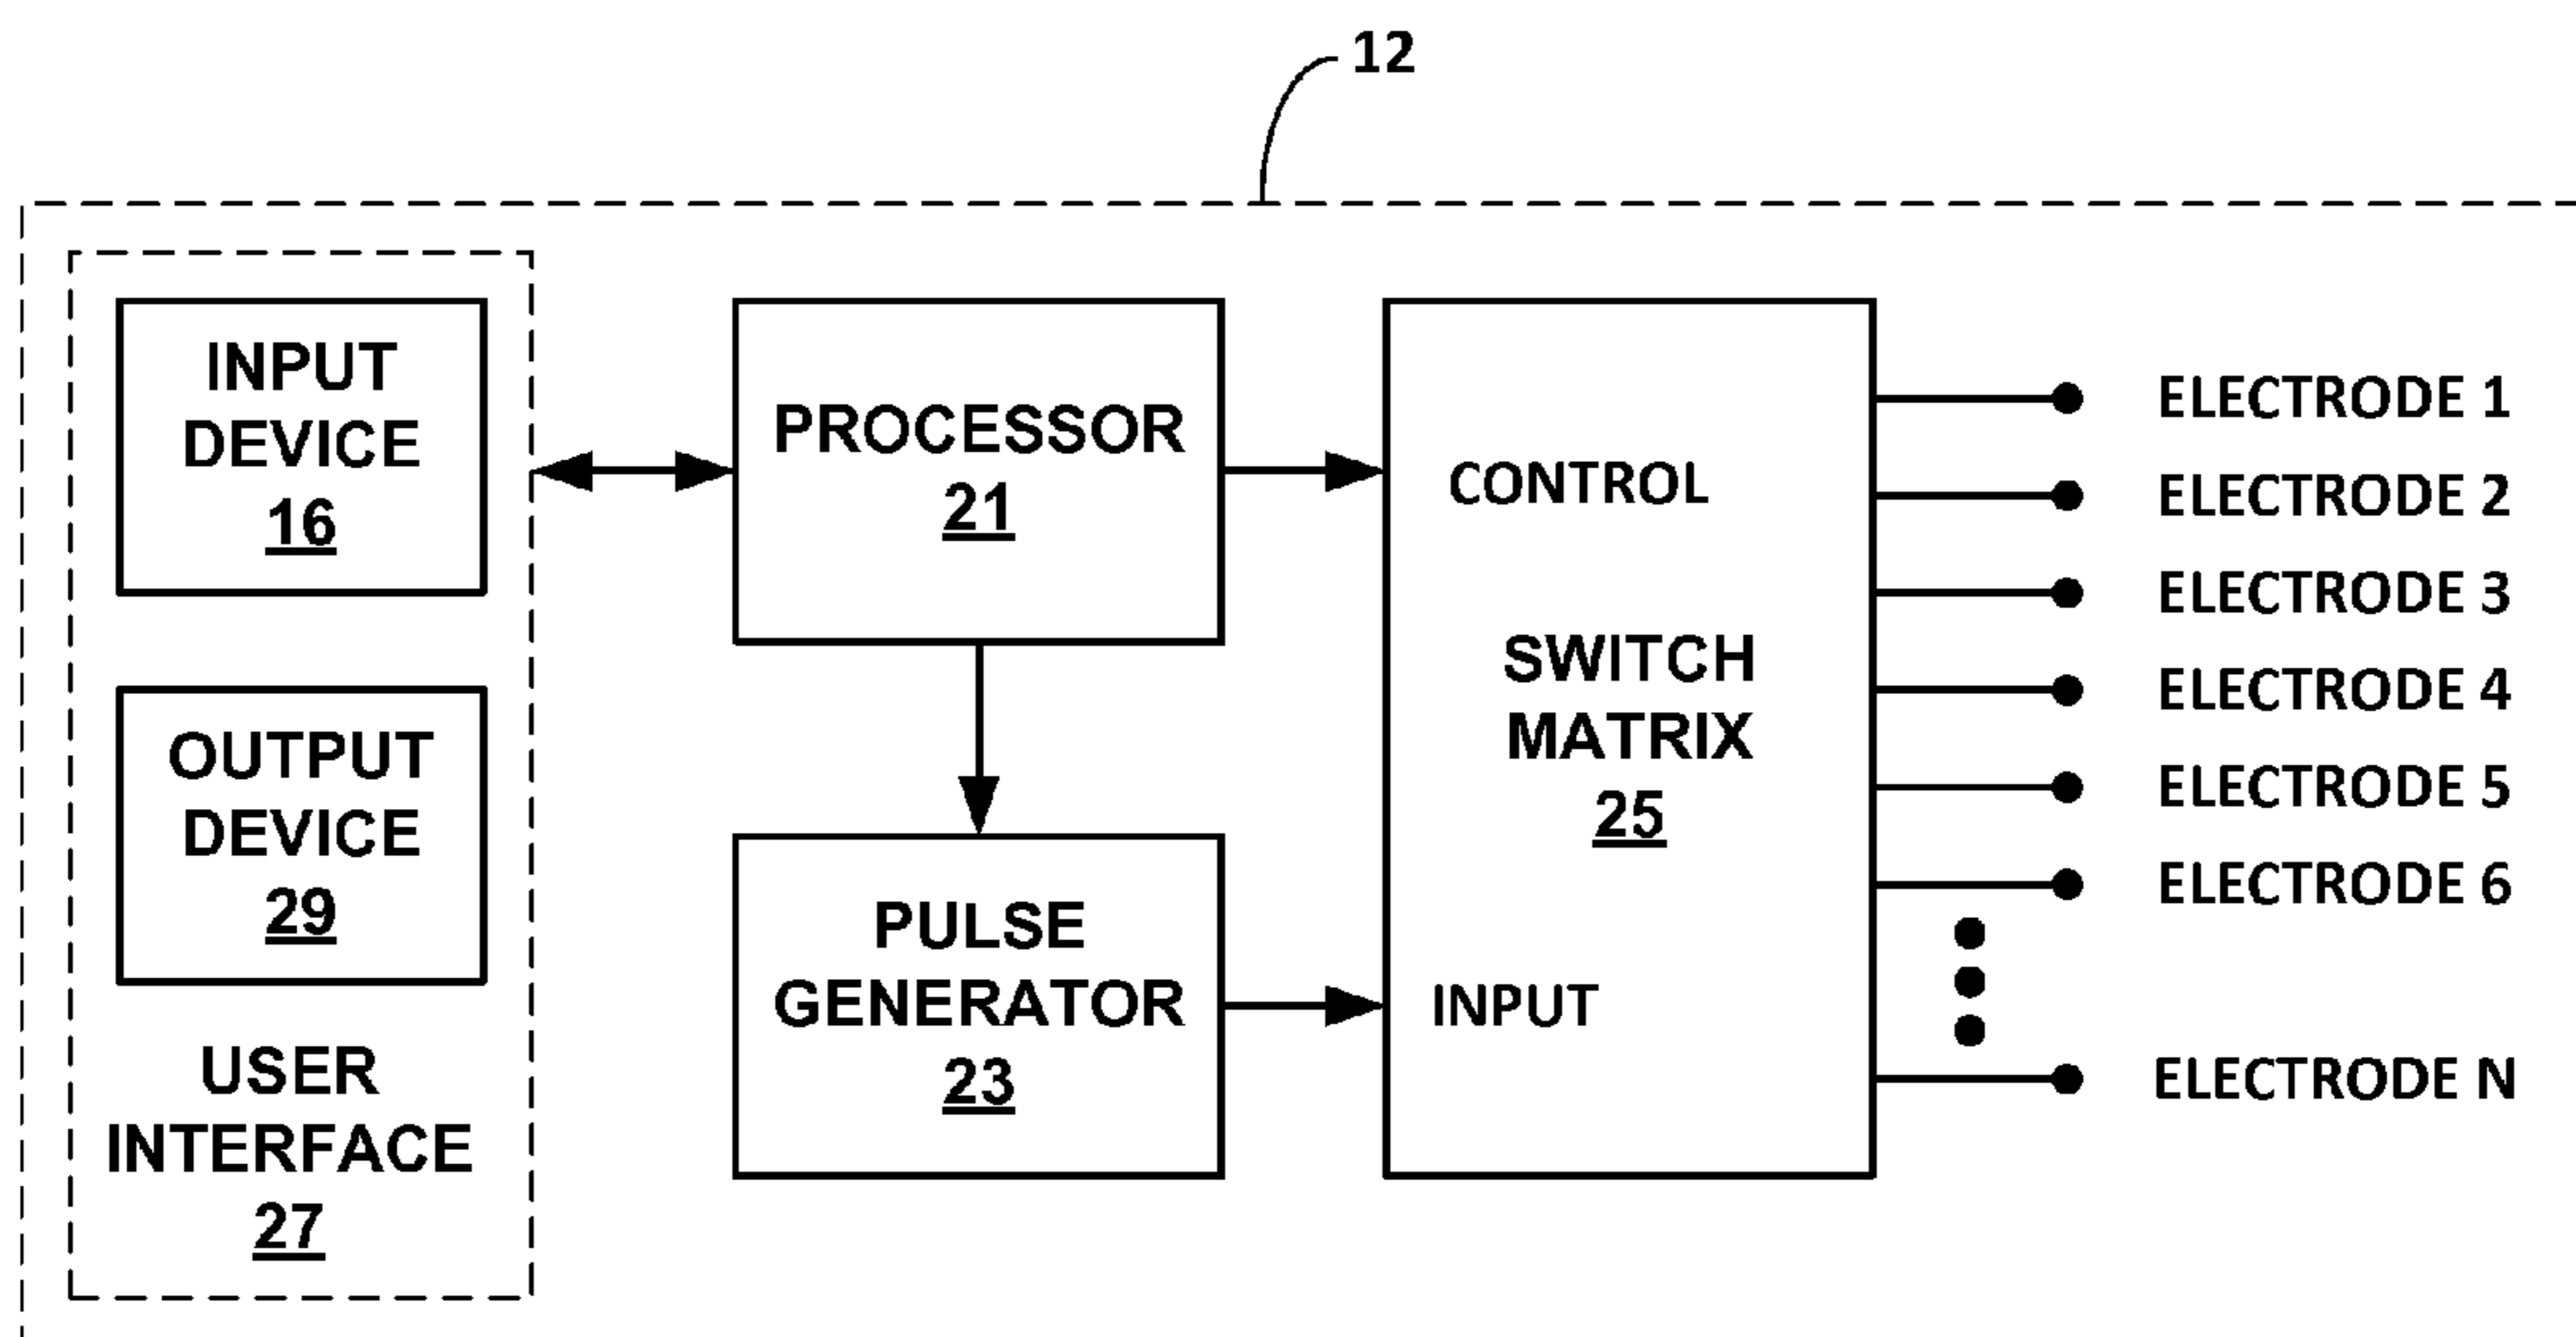 12
INPUT
DEVICE
16
OUTPUT
DEVICE
29
USER
INTERFACE
27
PROCESSOR
21
PULSE
GENERATOR
23
CONTROL
SWITCH
MATRIX
25
INPUT
ELECTRODE 1
ELECTRODE 2
ELECTRODE 3
ELECTRODE 4
ELECTRODE 5
ELECTRODE 6
ELECTRODE N